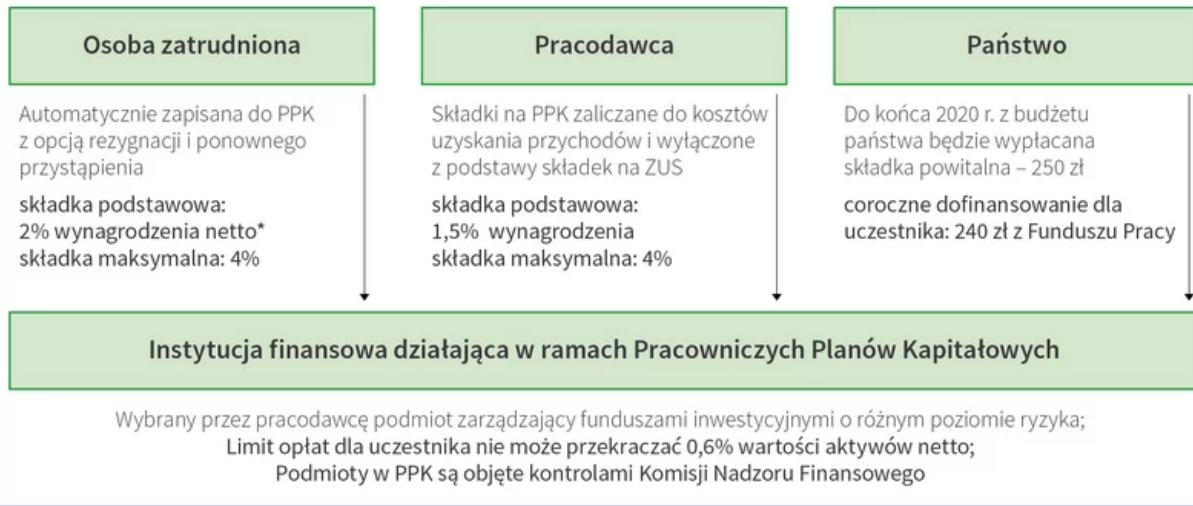 Osoba zatrudniona
Automatycznie zapisana do PPK
z opcją rezygnacji i ponownego
przystąpienia
składka podstawowa:
2% wynagrodzenia netto*
składka maksymalna: 4%
Pracodawca
Składki na PPK zaliczane do kosztów
uzyskania przychodów i wyłączone
z podstawy składek na ZUS
składka podstawowa:
1,5% wynagrodzenia
składka maksymalna: 4%
Państwo
Do końca 2020 r. z budżetu
państwa będzie wypłacana
składka powitalna – 250 zł
coroczne dofinansowanie dla
uczestnika: 240 zł z Funduszu Pracy
Instytucja finansowa działająca w ramach Pracowniczych Planów Kapitałowych
Wybrany przez pracodawcę podmiot zarządzający funduszami inwestycyjnymi o różnym poziomie ryzyka;
Limit opłat dla uczestnika nie może przekraczać 0,6% wartości aktywów netto;
Podmioty w PPK są objęte kontrolami Komisji Nadzoru Finansowego